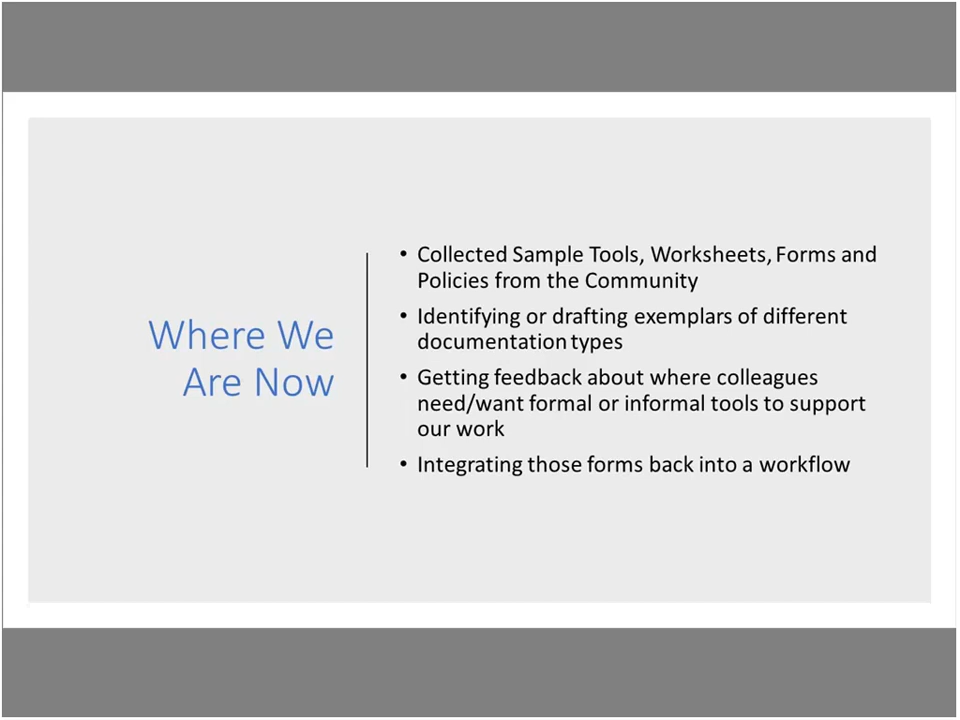 Where We
Are Now
• Collected Sample Tools, Worksheets, Forms and
Policies from the Community
• Identifying or drafting exemplars of different
documentation types
• Getting feedback about where colleagues
need/want formal or informal tools to support
our work
• Integrating those forms back into a workflow